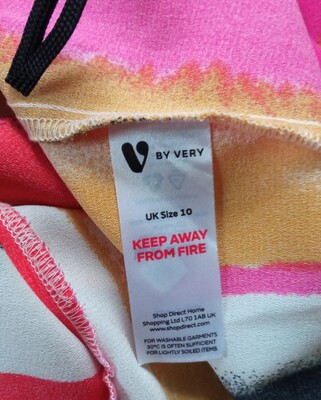 V BY VERY
UK Size 10
KEEP AWAY
FROM FIRE
Shop Direct Home
Shopping Ltd L70 1AB UK
www.shopdirect.com
FOR WASHABLE GARMENTS
30°C IS OFTEN SUFFICIENT
FOR LIGHTLY SOILED ITEMS